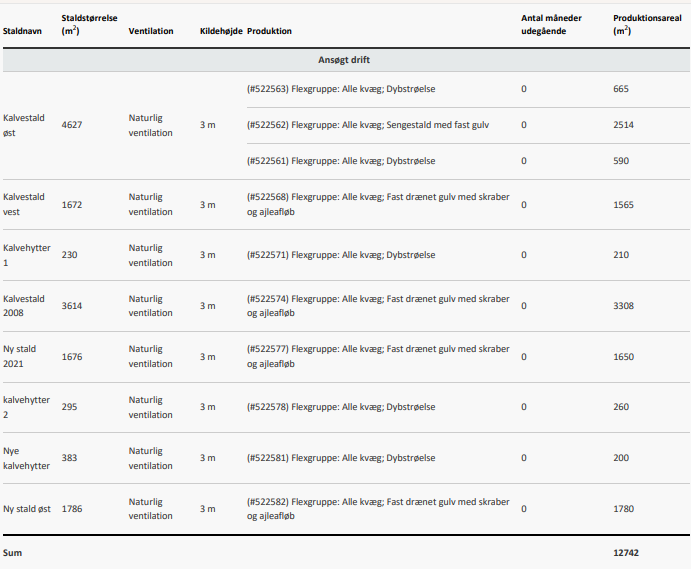 Staldnavn Staldstørrelse (m²) Ventilation Kildehøjde Produktion Antal måneder udegående Produktionsareal (m²)
Ansøgt drift
Kalvestald øst 4627 Naturlig ventilation 3 m (#522563) Flexgruppe: Alle kvæg; Dybstrøelse 0 665
(#522562) Flexgruppe: Alle kvæg; Sengestald med fast gulv 0 2514
(#522561) Flexgruppe: Alle kvæg; Dybstrøelse 0 590
Kalvestald vest 1672 Naturlig ventilation 3 m (#522568) Flexgruppe: Alle kvæg; Fast drænet gulv med skraber og ajleafløb 0 1565
Kalvehytter 1 230 Naturlig ventilation 3 m (#522571) Flexgruppe: Alle kvæg; Dybstrøelse 0 210
Kalvestald 2008 3614 Naturlig ventilation 3 m (#522574) Flexgruppe: Alle kvæg; Fast drænet gulv med skraber og ajleafløb 0 3308
Ny stald 2021 1676 Naturlig ventilation 3 m (#522577) Flexgruppe: Alle kvæg; Fast drænet gulv med skraber og ajleafløb 0 1650
kalvehytter 2 295 Naturlig ventilation 3 m (#522578) Flexgruppe: Alle kvæg; Dybstrøelse 0 260
Nye kalvehytter 383 Naturlig ventilation 3 m (#522581) Flexgruppe: Alle kvæg; Dybstrøelse 0 200
Ny stald øst 1786 Naturlig ventilation 3 m (#522582) Flexgruppe: Alle kvæg; Fast drænet gulv med skraber og ajleafløb 0 1780
Sum 12742